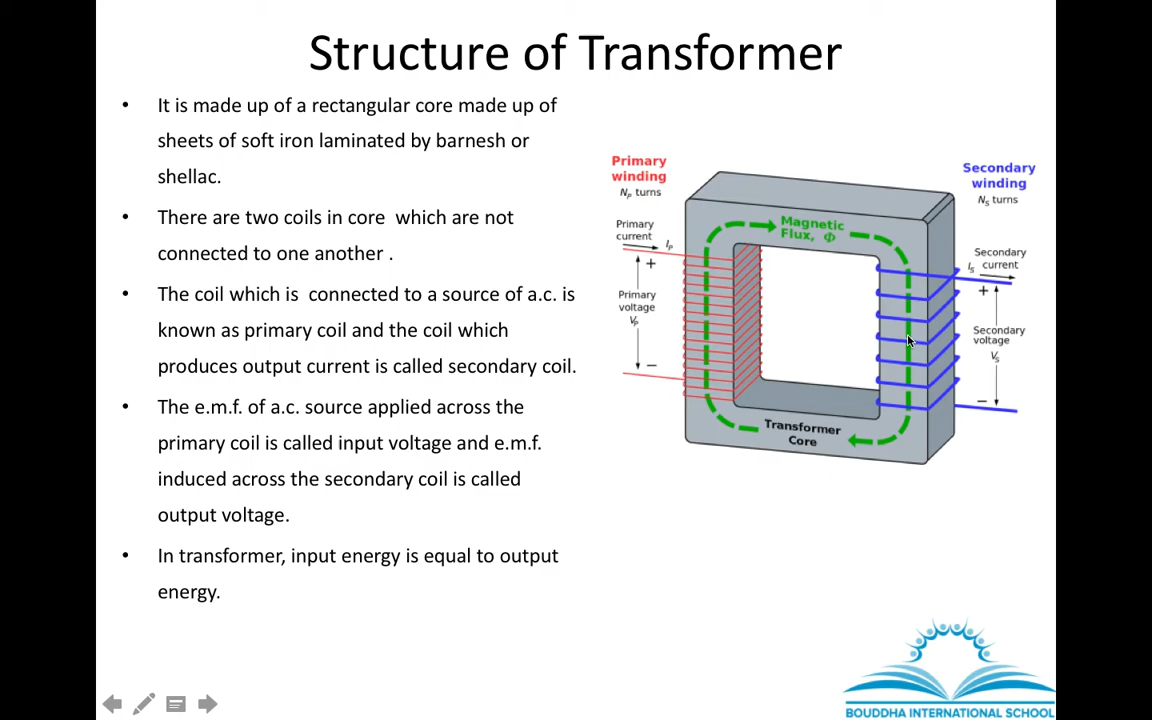 Structure of Transformer
• It is made up of a rectangular core made up of
sheets of soft iron laminated by barnesh or
shellac.
• There are two coils in core which are not
connected to one another .
• The coil which is connected to a source of a.c. is
known as primary coil and the coil which
produces output current is called secondary coil.
• The e.m.f. of a.c. source applied across the
primary coil is called input voltage and e.m.f.
induced across the secondary coil is called
output voltage.
• In transformer, input energy is equal to output
energy.
Primary
winding
Nₚ turns
Primary
current
Iₚ
+
Primary
voltage
Vₚ
−
Magnetic
Flux, Φ
Transformer
Core
Secondary
winding
Nₛ turns
Secondary
current
Iₛ
+
Secondary
voltage
Vₛ
−
BOUDDHA INTERNATIONAL SCHOOL